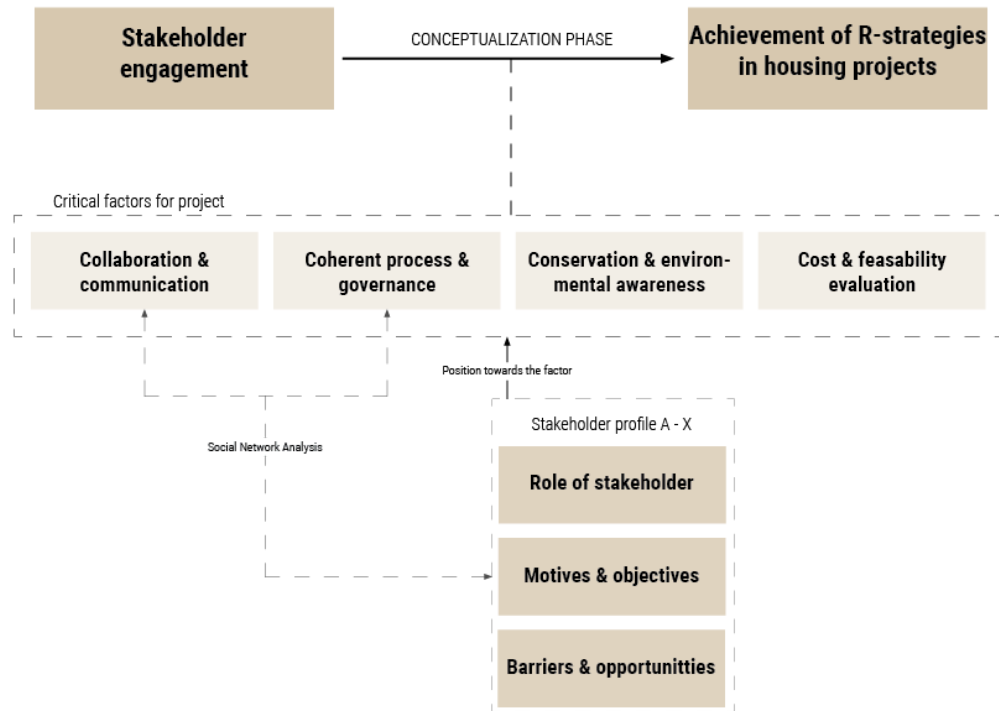 Stakeholder
engagement
CONCEPTUALIZATION PHASE
Achievement of R-strategies
in housing projects
Critical factors for project
Collaboration &
communication
Coherent process &
governance
Conservation & environ-
mental awareness
Cost & feasability
evaluation
Position towards the factor
Social Network Analysis
Stakeholder profile A - X
Role of stakeholder
Motives & objectives
Barriers & opportunitties